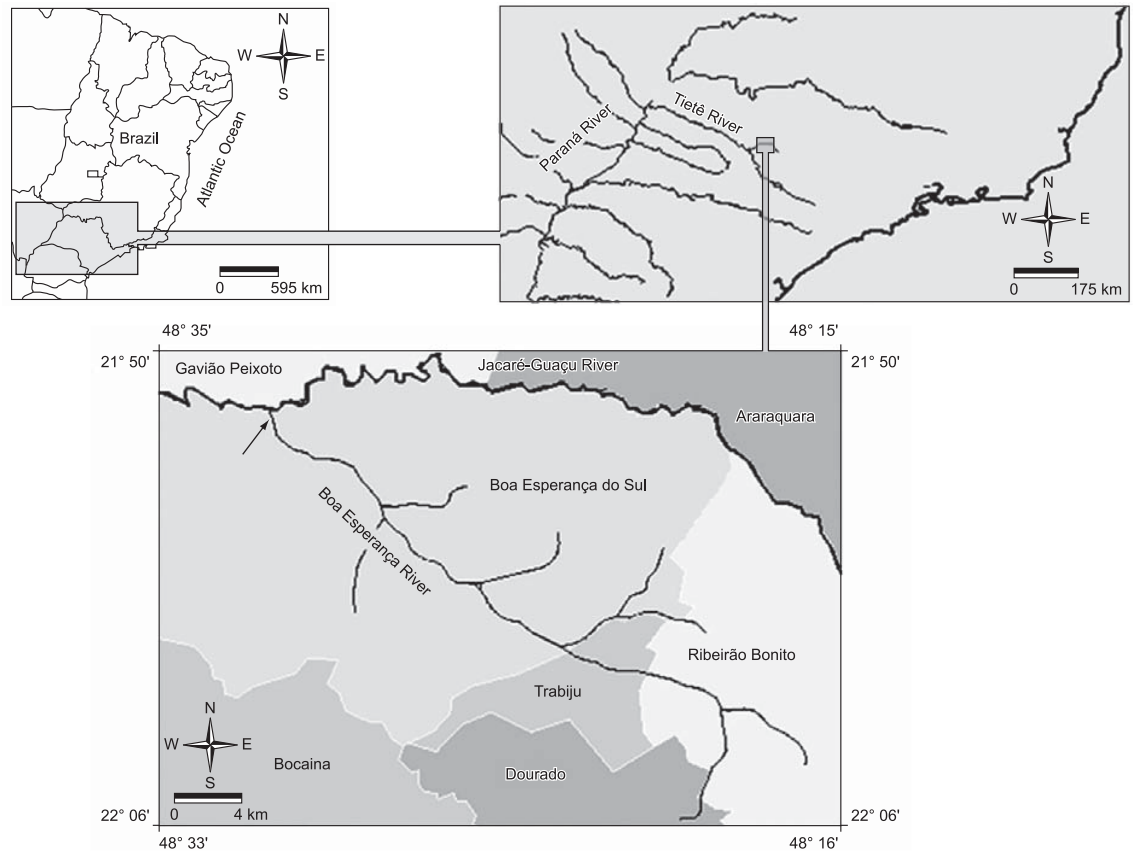 N
W E
S
Brazil
Atlantic Ocean
0 595 km
Paraná River
Tietê River
N
W E
S
0 175 km
48° 35'
48° 15'
21° 50'
21° 50'
Gavião Peixoto
Jacaré-Guaçu River
Araraquara
Boa Esperança do Sul
Boa Esperança River
Ribeirão Bonito
Trabiju
N
W E
S
Bocaina
Dourado
0 4 km
22° 06'
22° 06'
48° 33'
48° 16'